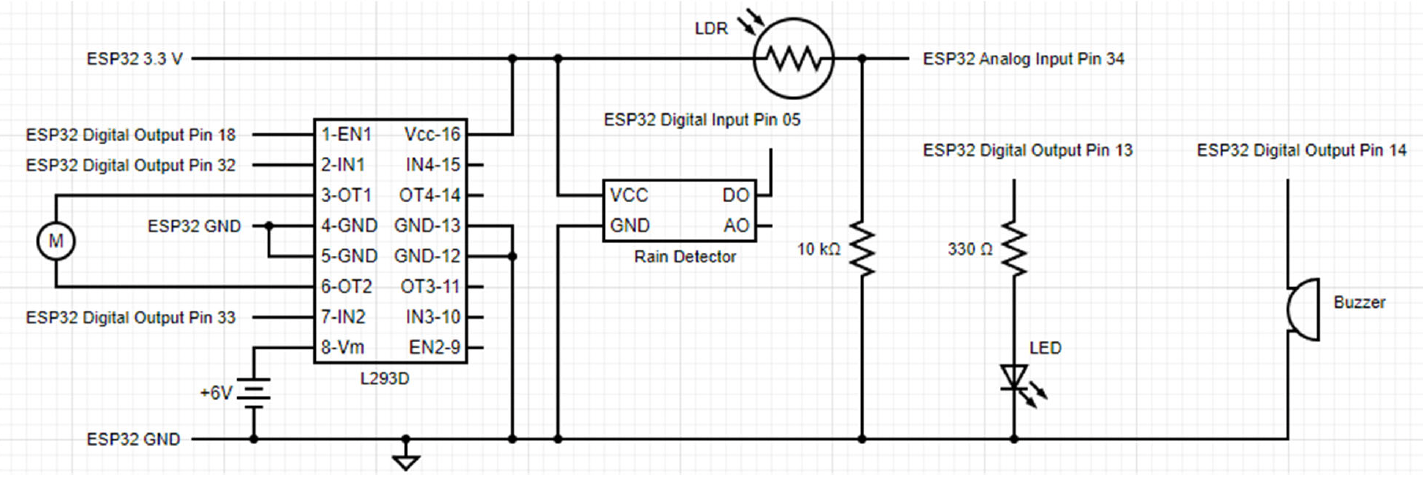 LDR
ESP32 3.3 V
ESP32 Analog Input Pin 34
ESP32 Digital Input Pin 05
ESP32 Digital Output Pin 18
1-EN1 Vcc-16
ESP32 Digital Output Pin 32
2-IN1 IN4-15
ESP32 Digital Output Pin 13
ESP32 Digital Output Pin 14
3-OT1 OT4-14
VCC DO
ESP32 GND
4-GND GND-13
GND AO
M
5-GND GND-12
Rain Detector
10 kΩ
330 Ω
6-OT2 OT3-11
ESP32 Digital Output Pin 33
7-IN2 IN3-10
Buzzer
8-Vm EN2-9
LED
L293D
+6V
ESP32 GND